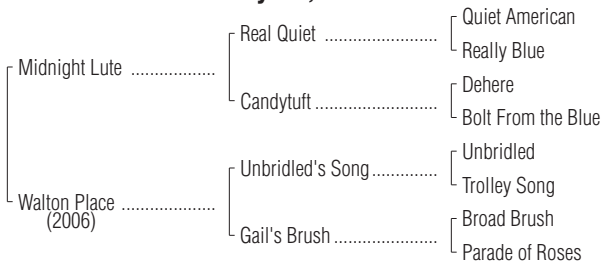 Quiet American
Real Quiet ........................
Really Blue
Midnight Lute ..................
Dehere
Candytuft ..........................
Bolt From the Blue
Unbridled
Unbridled's Song ..............
Trolley Song
Walton Place ....................
(2006)
Broad Brush
Gail's Brush ......................
Parade of Roses